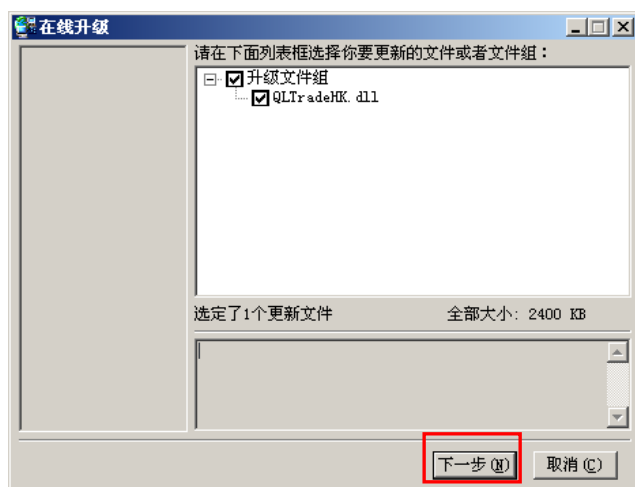 在线升级
请在下面列表框选择你要更新的文件或者文件组：
升级文件组
QLTradeHK.dll
选定了1个更新文件 全部大小: 2400 KB
下一步(N) 取消(C)